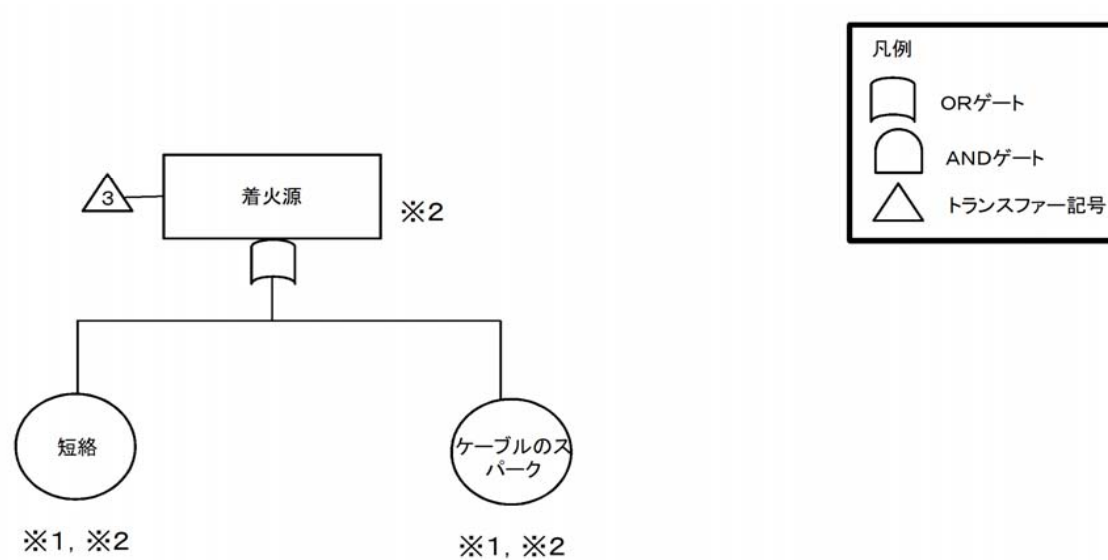 凡例
ORゲート
ANDゲート
トランスファー記号
3
着火源
※2
短絡
ケーブルのス
パーク
※1, ※2
※1, ※2